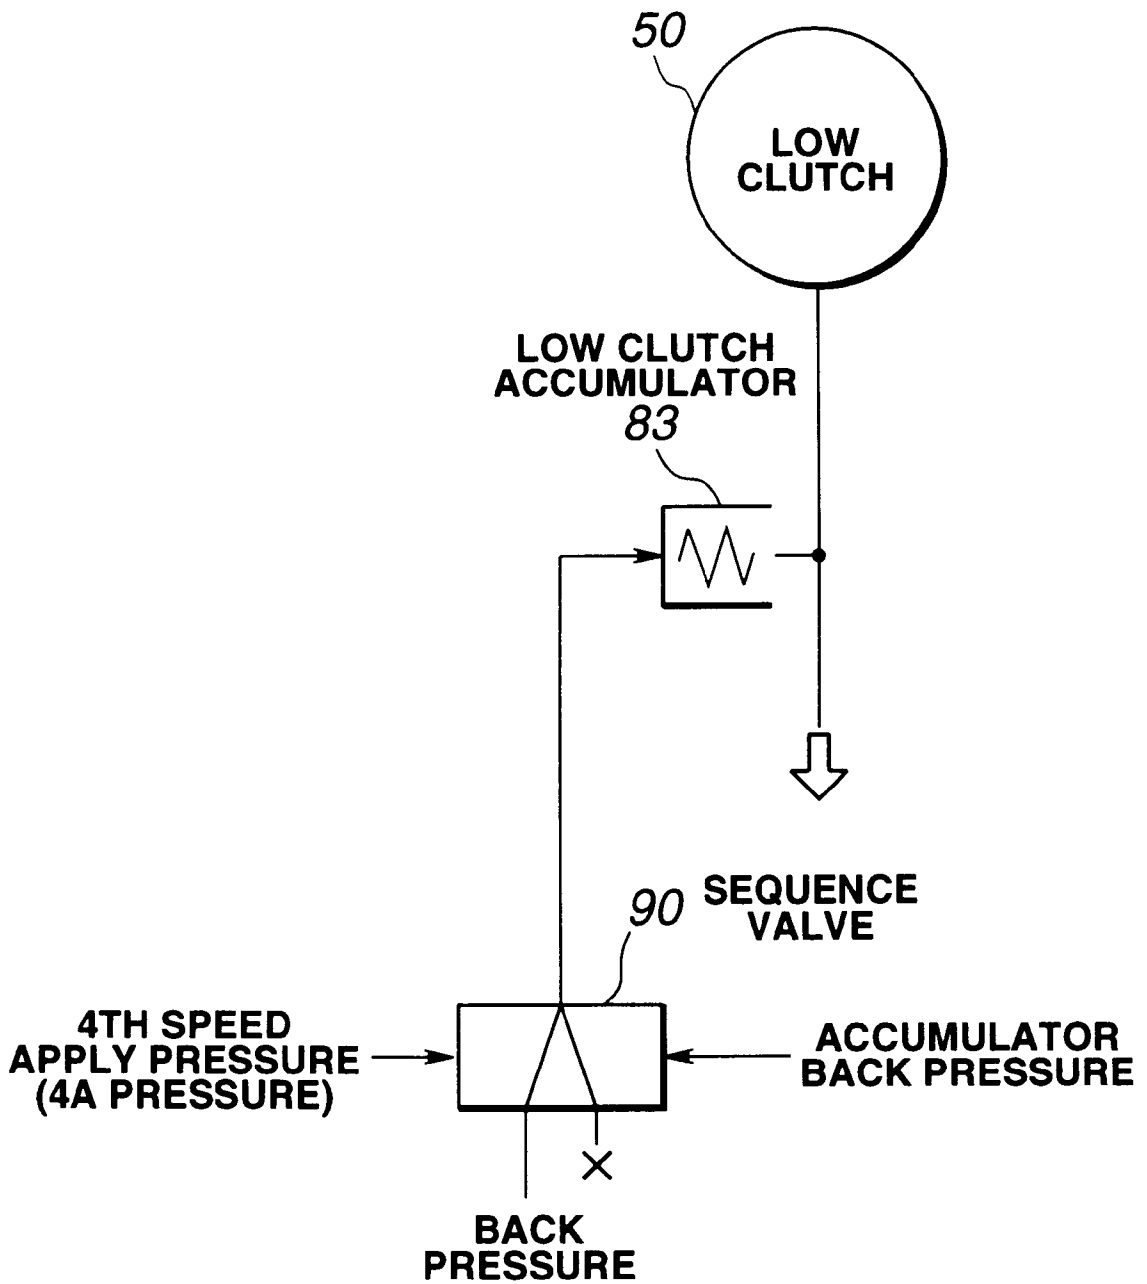 50
LOW
CLUTCH
LOW CLUTCH
ACCUMULATOR
83
SEQUENCE
VALVE
90
4TH SPEED
APPLY PRESSURE
(4A PRESSURE)
ACCUMULATOR
BACK PRESSURE
BACK
PRESSURE